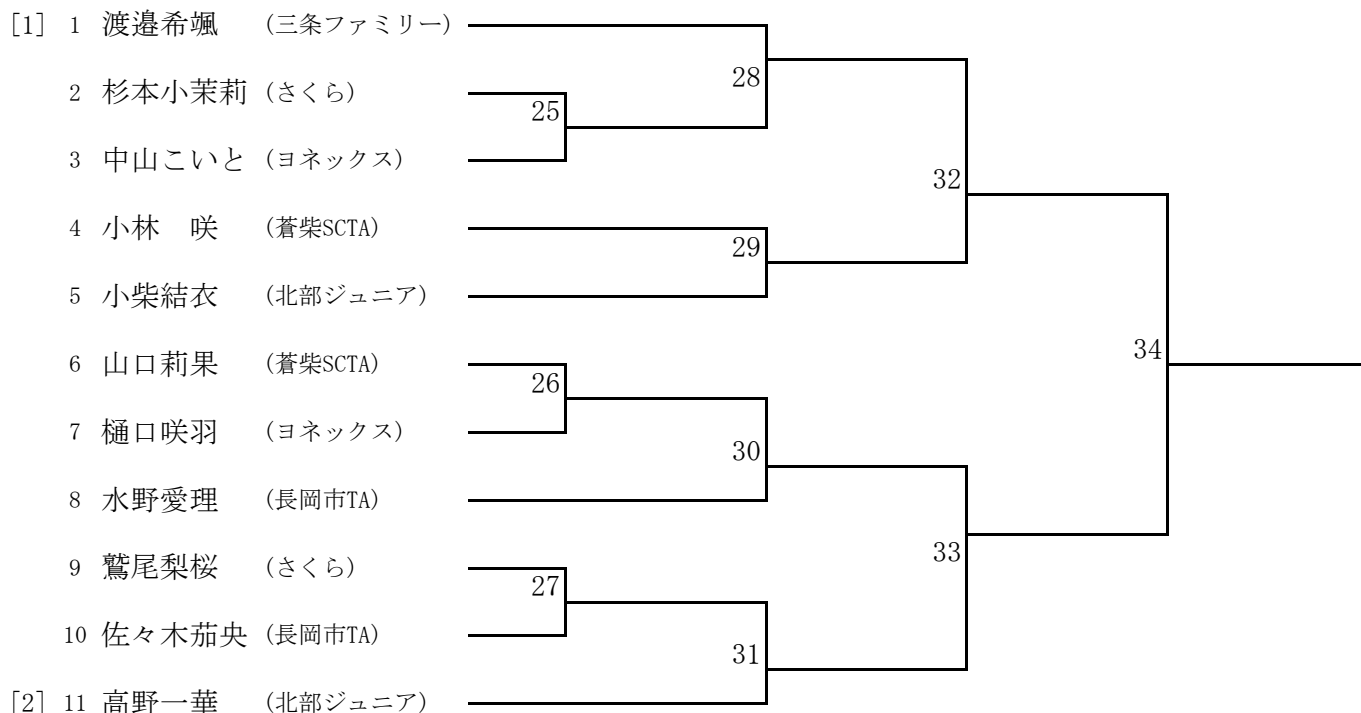 [1] 1 渡邉希颯 (三条ファミリー)
28
2 杉本小茉莉 (さくら)
25
3 中山こいと (ヨネックス)
32
4 小林 咲 (蒼柴SCTA)
29
5 小柴結衣 (北部ジュニア)
34
6 山口莉果 (蒼柴SCTA)
26
7 樋口咲羽 (ヨネックス)
30
8 水野愛理 (長岡市TA)
33
9 鷲尾梨桜 (さくら)
27
10 佐々木茄央 (長岡市TA)
31
[2] 11 高野一華 (北部ジュニア)